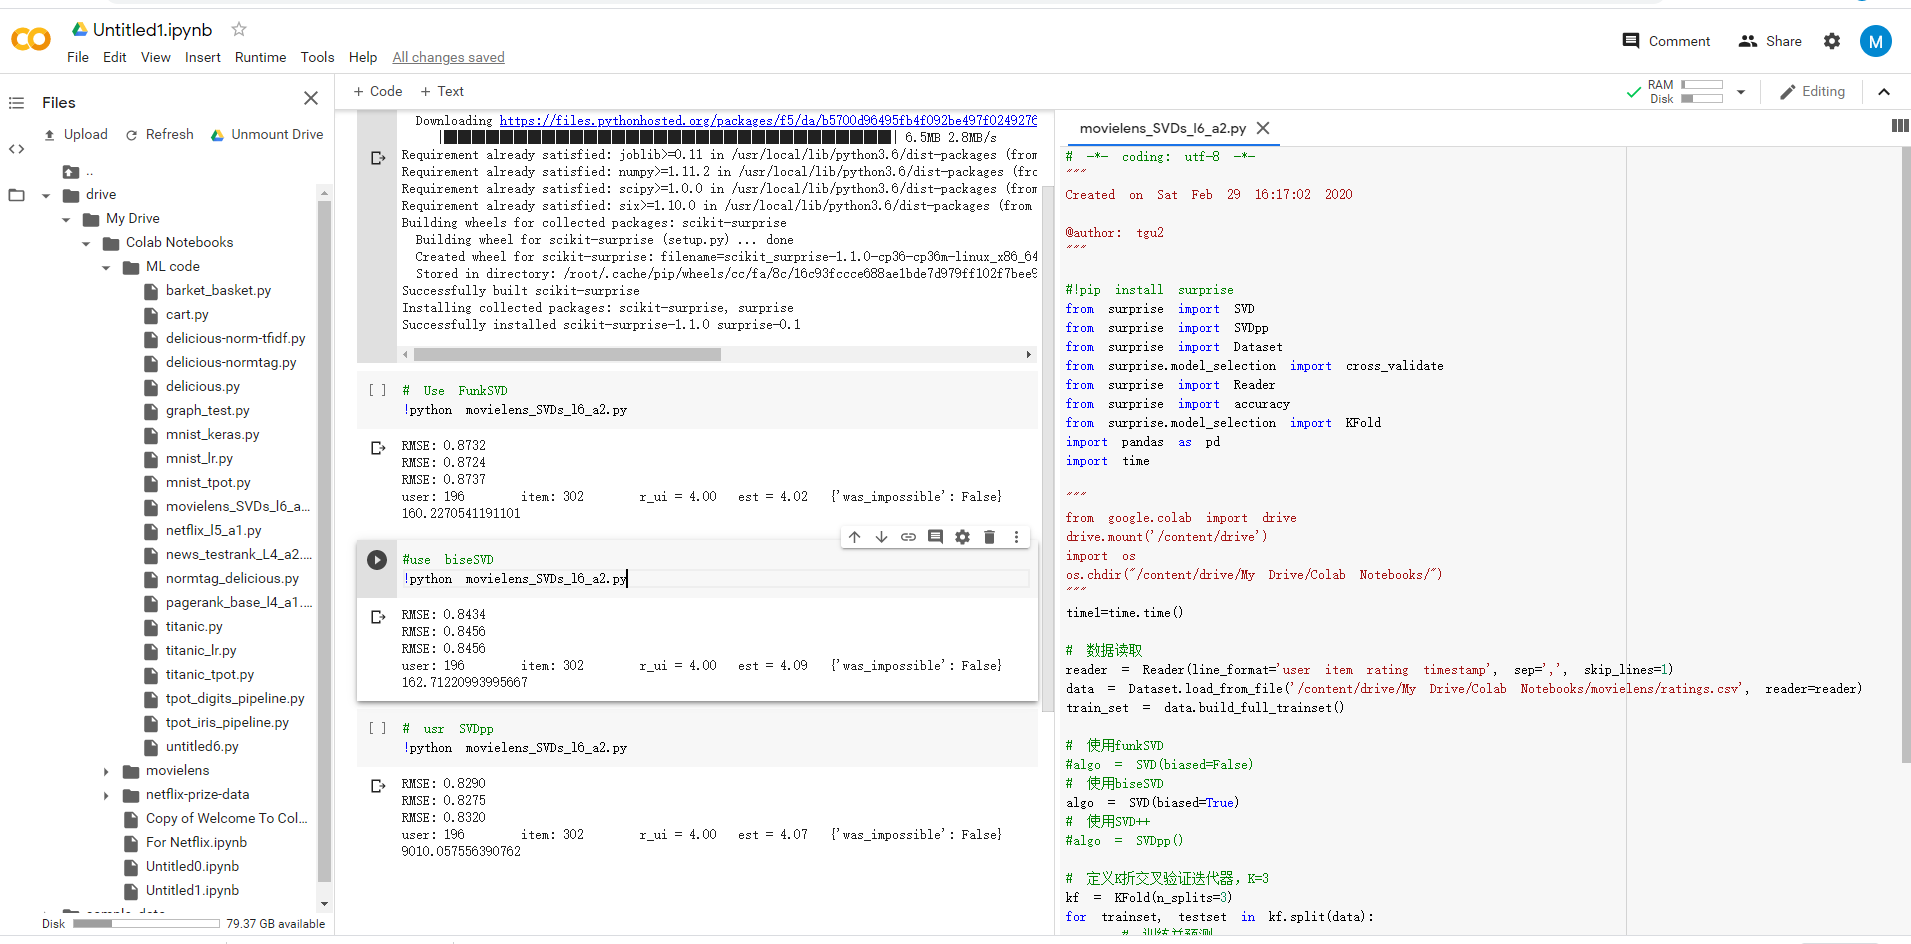 Untitled1.ipynb
File Edit View Insert Runtime Tools Help All changes saved
Comment Share M
Files
+ Code + Text
RAM
Disk
Editing
Upload Refresh Unmount Drive
..
drive
My Drive
Colab Notebooks
ML code
barket_basket.py
cart.py
delicious-norm-tfidf.py
delicious-normtag.py
delicious.py
graph_test.py
mnist_keras.py
mnist_lr.py
mnist_tpot.py
movielens_SVDs_l6_a...
netflix_l5_a1.py
news_testrank_L4_a2....
normtag_delicious.py
pagerank_base_l4_a1....
titanic.py
titanic_lr.py
titanic_tpot.py
tpot_digits_pipeline.py
tpot_iris_pipeline.py
untitled6.py
movielens
netflix-prize-data
Copy of Welcome To Col...
For Netflix.ipynb
Untitled0.ipynb
Untitled1.ipynb
Disk 79.37 GB available
Downloading https://files.pythonhosted.org/packages/f5/da/b5700d96495fb4f092be497f0249276
| 6.5MB 2.8MB/s
Requirement already satisfied: joblib>=0.11 in /usr/local/lib/python3.6/dist-packages (from
Requirement already satisfied: numpy>=1.11.2 in /usr/local/lib/python3.6/dist-packages (fro
Requirement already satisfied: scipy>=1.0.0 in /usr/local/lib/python3.6/dist-packages (from
Requirement already satisfied: six>=1.10.0 in /usr/local/lib/python3.6/dist-packages (from
Building wheels for collected packages: scikit-surprise
Building wheel for scikit-surprise (setup.py) ... done
Created wheel for scikit-surprise: filename=scikit_surprise-1.1.0-cp36-cp36m-linux_x86_64
Stored in directory: /root/.cache/pip/wheels/cc/fa/8c/16c93fccce688ae1bde7d979ff102f7bee9
Successfully built scikit-surprise
Installing collected packages: scikit-surprise, surprise
Successfully installed scikit-surprise-1.1.0 surprise-0.1
[ ] # Use FunkSVD
!python movielens_SVDs_l6_a2.py
RMSE: 0.8732
RMSE: 0.8724
RMSE: 0.8737
user: 196 item: 302 r_ui = 4.00 est = 4.02 {'was_impossible': False}
160.2270541191101
#use biseSVD
!python movielens_SVDs_l6_a2.py
RMSE: 0.8434
RMSE: 0.8456
RMSE: 0.8456
user: 196 item: 302 r_ui = 4.00 est = 4.09 {'was_impossible': False}
162.71220993995667
[ ] # usr SVDpp
!python movielens_SVDs_l6_a2.py
RMSE: 0.8290
RMSE: 0.8275
RMSE: 0.8320
user: 196 item: 302 r_ui = 4.00 est = 4.07 {'was_impossible': False}
9010.057556390762
movielens_SVDs_l6_a2.py
# -*- coding: utf-8 -*-
"""
Created on Sat Feb 29 16:17:02 2020
@author: tgu2
"""
#!pip install surprise
from surprise import SVD
from surprise import SVDpp
from surprise import Dataset
from surprise.model_selection import cross_validate
from surprise import Reader
from surprise import accuracy
from surprise.model_selection import KFold
import pandas as pd
import time
"""
from google.colab import drive
drive.mount('/content/drive')
import os
os.chdir("/content/drive/My Drive/Colab Notebooks/")
"""
time1=time.time()
# 数据读取
reader = Reader(line_format='user item rating timestamp', sep=',', skip_lines=1)
data = Dataset.load_from_file('/content/drive/My Drive/Colab Notebooks/movielens/ratings.csv', reader=reader)
train_set = data.build_full_trainset()
# 使用funkSVD
#algo = SVD(biased=False)
# 使用biseSVD
algo = SVD(biased=True)
# 使用SVD++
#algo = SVDpp()
# 定义K折交叉验证迭代器，K=3
kf = KFold(n_splits=3)
for trainset, testset in kf.split(data):